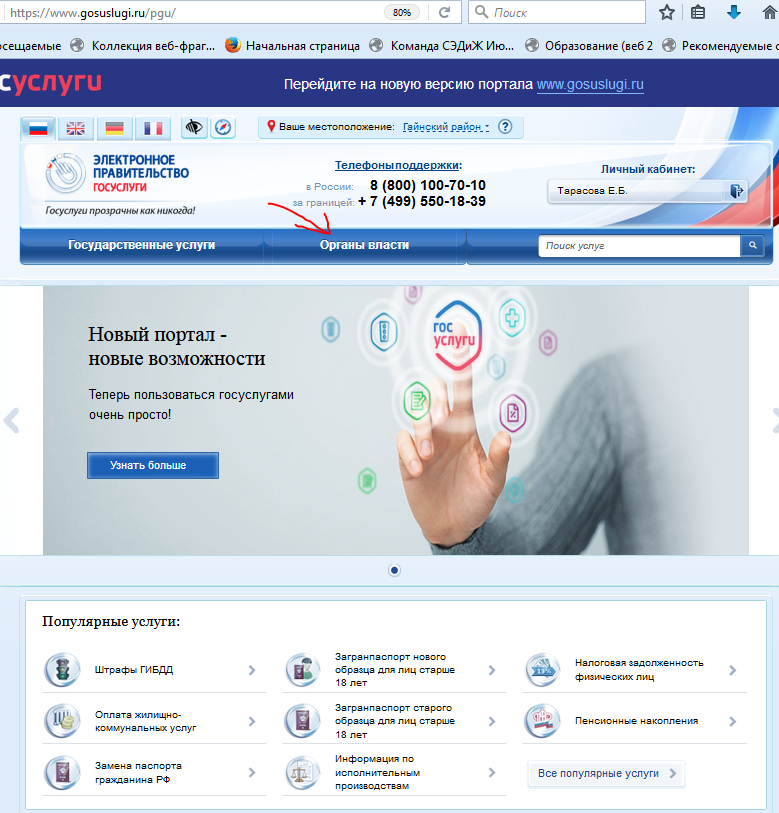 https://www.gosuslugi.ru/pgu/
80%
Поиск
осещаемые
Коллекция веб-фраг...
Начальная страница
Команда СЭДиЖ Ию...
Образование (веб 2
Рекомендуемые с
суслуги
Перейдите на новую версию портала www.gosuslugi.ru
Ваше местоположение: Гайнский район
?
ЭЛЕКТРОННОЕ
ПРАВИТЕЛЬСТВО
ГОСУСЛУГИ
Госуслуги прозрачны как никогда!
Телефоны поддержки:
в России: 8 (800) 100-70-10
за границей: + 7 (499) 550-18-39
Личный кабинет:
Тарасова Е.Б.
Государственные услуги
Органы власти
Поиск услуг
Новый портал -
новые возможности
Теперь пользоваться госуслугами
очень просто!
Узнать больше
гос
услуги
Популярные услуги:
Штрафы ГИБДД
Загранпаспорт нового
образца для лиц старше
18 лет
Налоговая задолженность
физических лиц
Оплата жилищно-
коммунальных услуг
Загранпаспорт старого
образца для лиц старше
18 лет
Пенсионные накопления
Замена паспорта
гражданина РФ
Информация по
исполнительным
производствам
Все популярные услуги